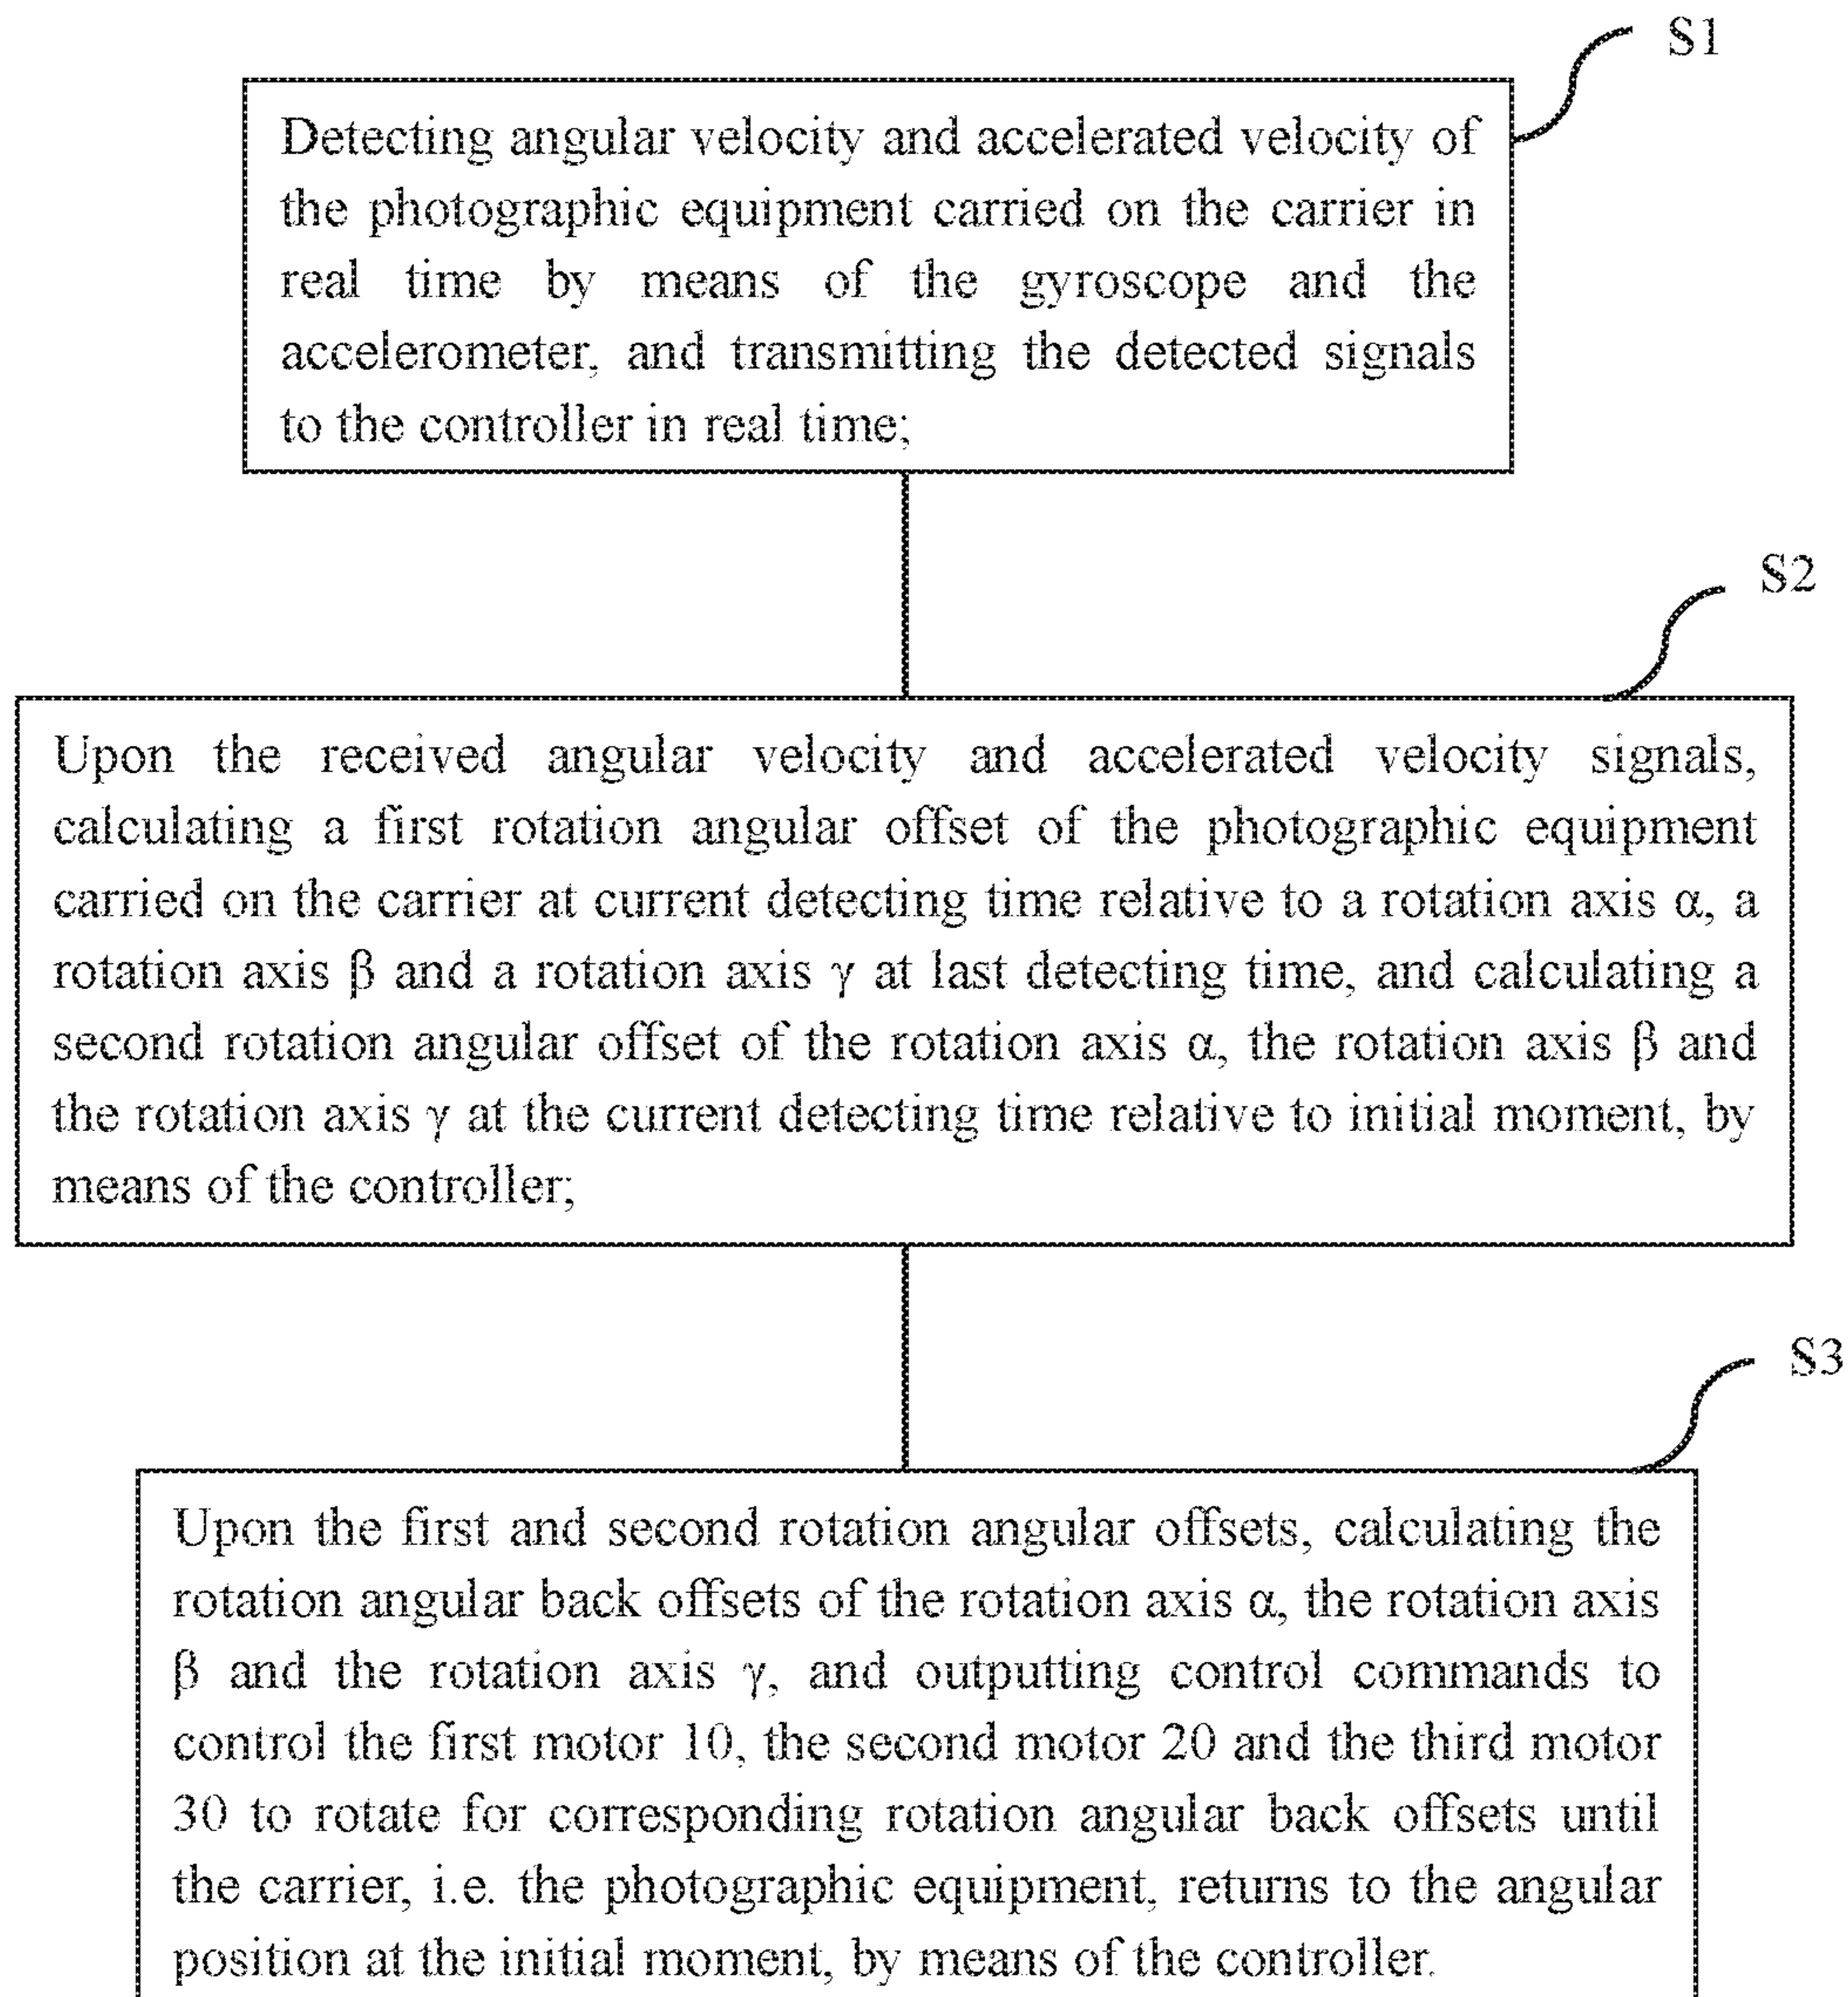 S1
Detecting angular velocity and accelerated velocity of
the photographic equipment carried on the carrier in
real time by means of the gyroscope and the
accelerometer, and transmitting the detected signals
to the controller in real time;
S2
Upon the received angular velocity and accelerated velocity signals,
calculating a first rotation angular offset of the photographic equipment
carried on the carrier at current detecting time relative to a rotation axis α, a
rotation axis β and a rotation axis γ at last detecting time, and calculating a
second rotation angular offset of the rotation axis α, the rotation axis β and
the rotation axis γ at the current detecting time relative to initial moment, by
means of the controller;
S3
Upon the first and second rotation angular offsets, calculating the
rotation angular back offsets of the rotation axis α, the rotation axis
β and the rotation axis γ, and outputting control commands to
control the first motor 10, the second motor 20 and the third motor
30 to rotate for corresponding rotation angular back offsets until
the carrier, i.e. the photographic equipment, returns to the angular
position at the initial moment, by means of the controller.